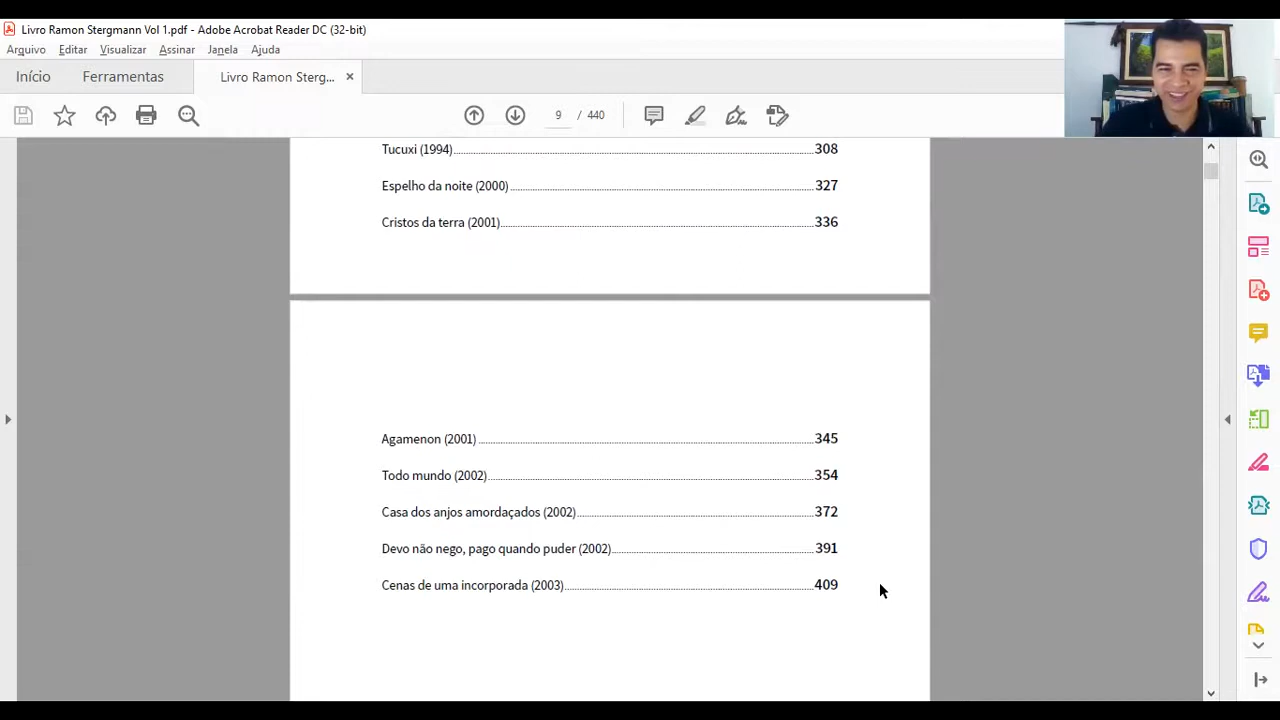 Livro Ramon Stergmann Vol 1.pdf - Adobe Acrobat Reader DC (32-bit)
Arquivo Editar Visualizar Assinar Janela Ajuda
Início Ferramentas Livro Ramon Sterg... ×
9 / 440
Tucuxi (1994)........308
Espelho da noite (2000)........327
Cristos da terra (2001)........336
Agamenon (2001)........345
Todo mundo (2002)........354
Casa dos anjos amordaçados (2002)........372
Devo não nego, pago quando puder (2002)........391
Cenas de uma incorporada (2003)........409